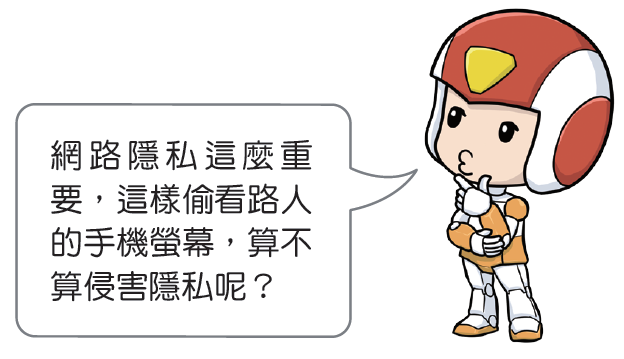 網路隱私這麼重
要，這樣偷看路人
的手機螢幕，算不
算侵害隱私呢？